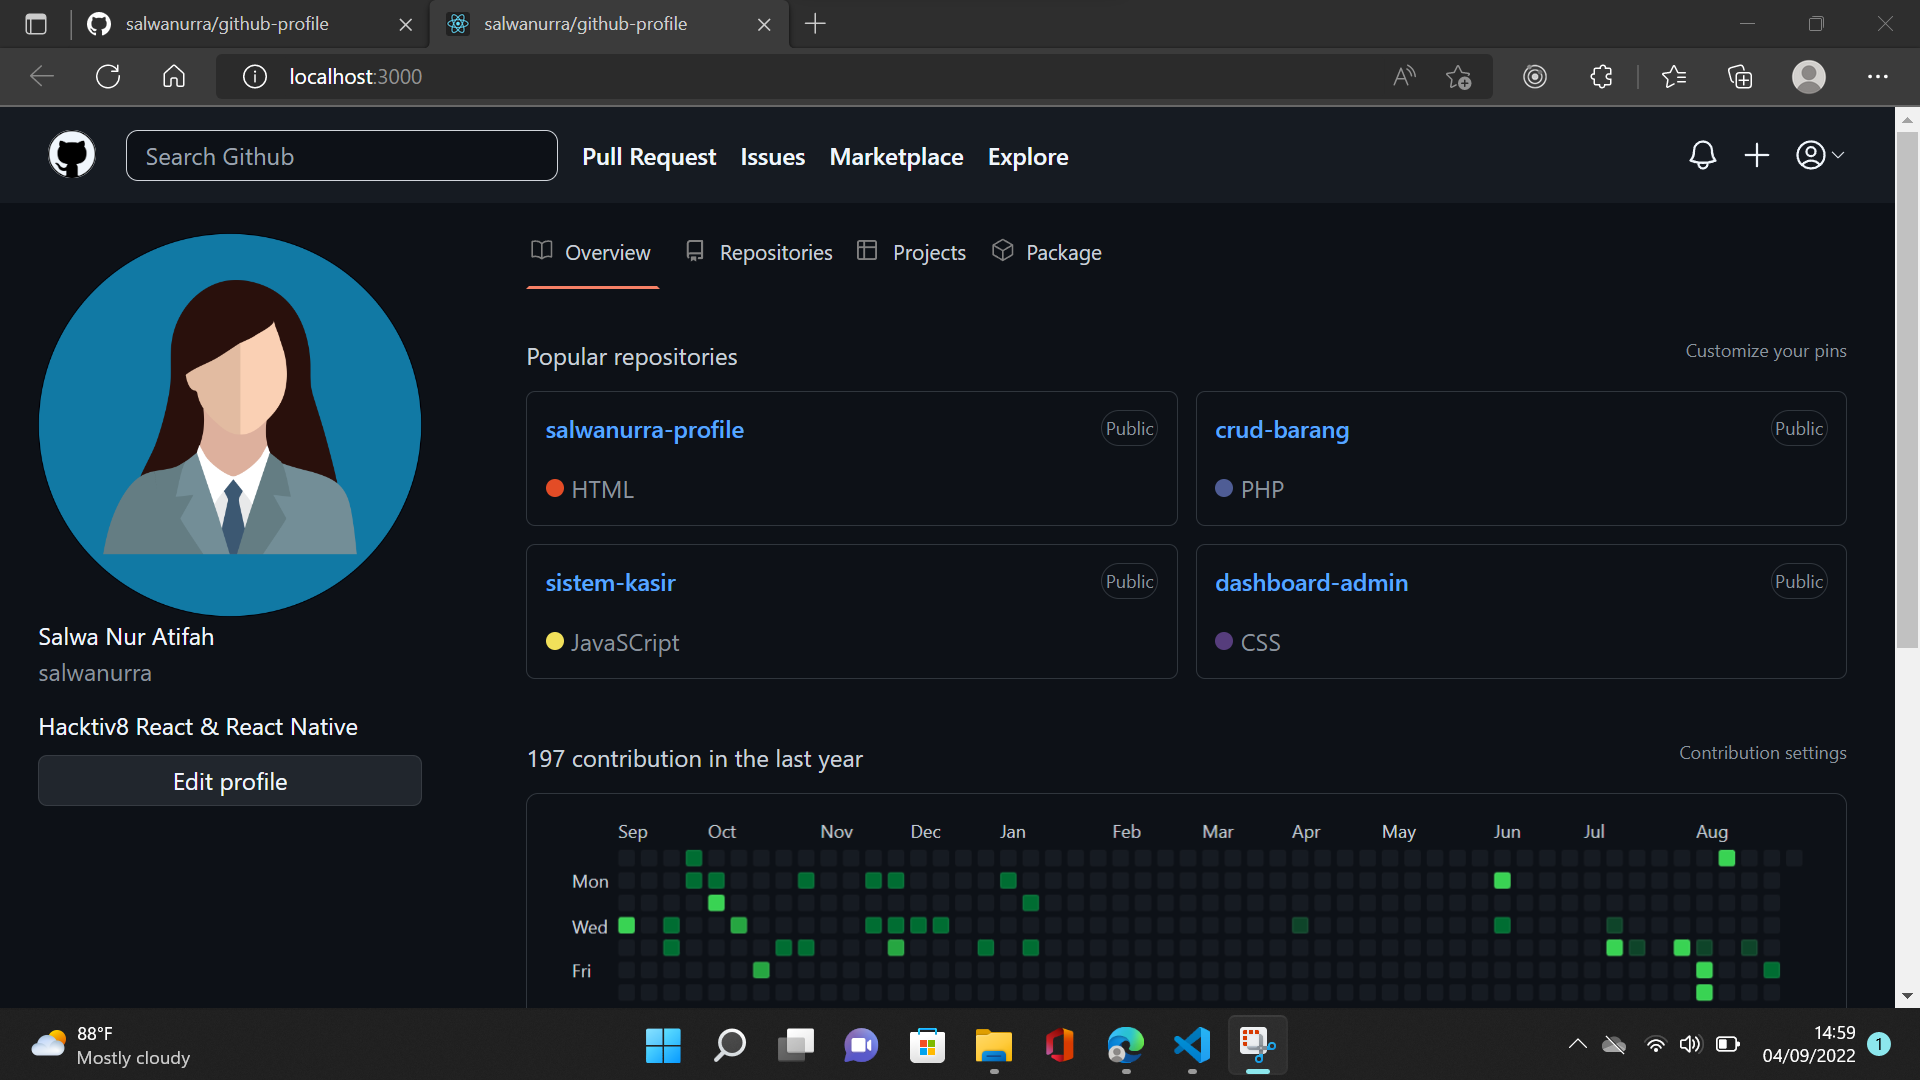 salwanurra/github-profile
salwanurra/github-profile
localhost:3000
Search Github
Pull Request Issues Marketplace Explore
Overview Repositories Projects Package
Popular repositories
Customize your pins
salwanurra-profile Public
HTML
crud-barang Public
PHP
sistem-kasir Public
JavaSCript
dashboard-admin Public
CSS
Salwa Nur Atifah
salwanurra
Hacktiv8 React & React Native
Edit profile
197 contribution in the last year
Contribution settings
Sep Oct Nov Dec Jan Feb Mar Apr May Jun Jul Aug
Mon
Wed
Fri
88°F
Mostly cloudy
14:59
04/09/2022
1